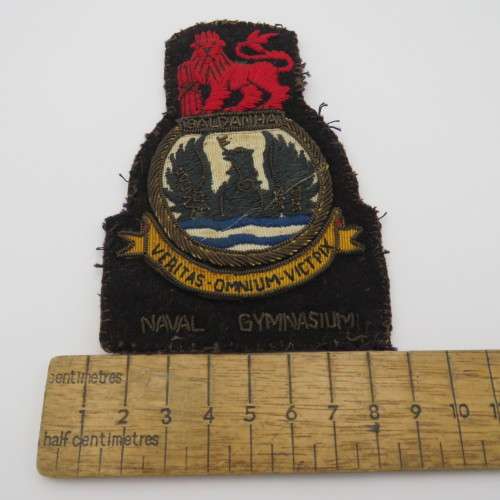 SALDANHA
VERITAS-OMNIUM-VICTRIX
NAVAL GYMNASIUM
centimetres
1 2 3 4 5 6 7 8 9 10
half centimetres